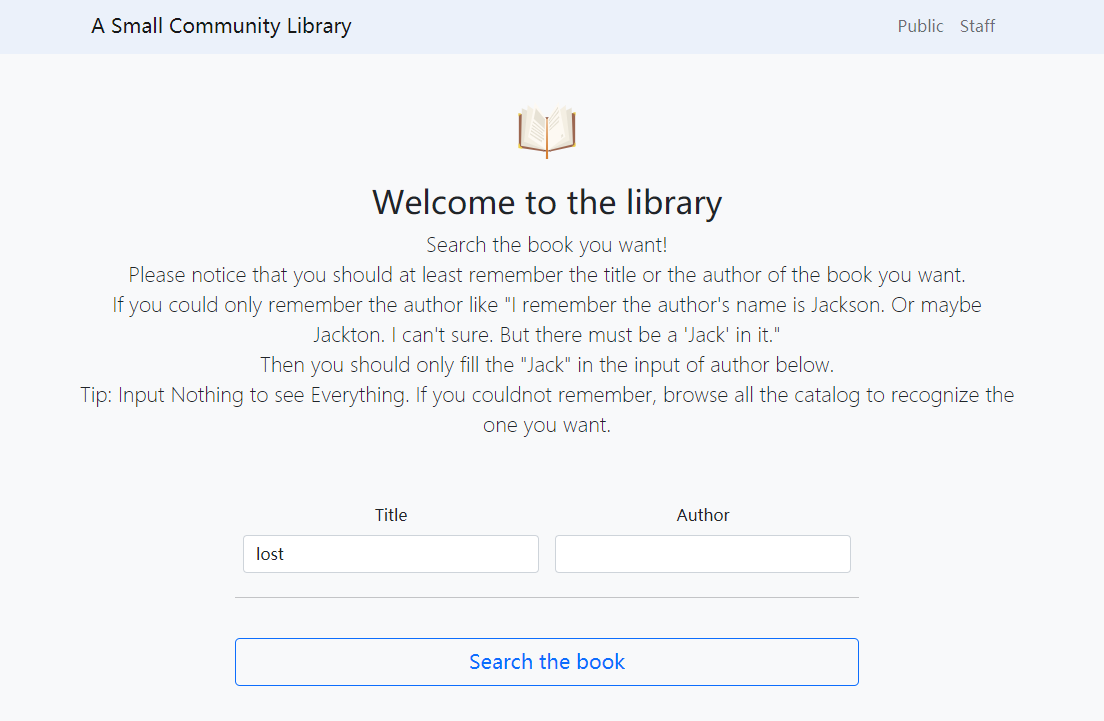 A Small Community Library
Public Staff
Welcome to the library
Search the book you want!
Please notice that you should at least remember the title or the author of the book you want.
If you could only remember the author like "I remember the author's name is Jackson. Or maybe
Jackton. I can't sure. But there must be a 'Jack' in it."
Then you should only fill the "Jack" in the input of author below.
Tip: Input Nothing to see Everything. If you couldnot remember, browse all the catalog to recognize the
one you want.
Title Author
lost
Search the book